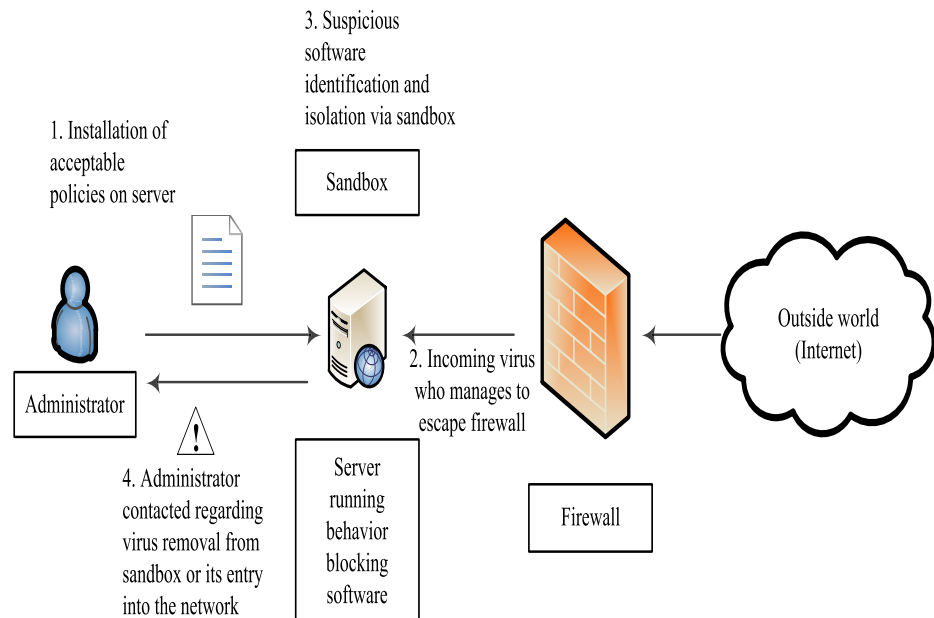 3. Suspicious
software
identification and
isolation via sandbox
1. Installation of
acceptable
policies on server
Sandbox
Outside world
(Internet)
2. Incoming virus
who manages to
escape firewall
Administrator
!
4. Administrator
contacted regarding
virus removal from
sandbox or its entry
into the network
Server
running
behavior
blocking
software
Firewall